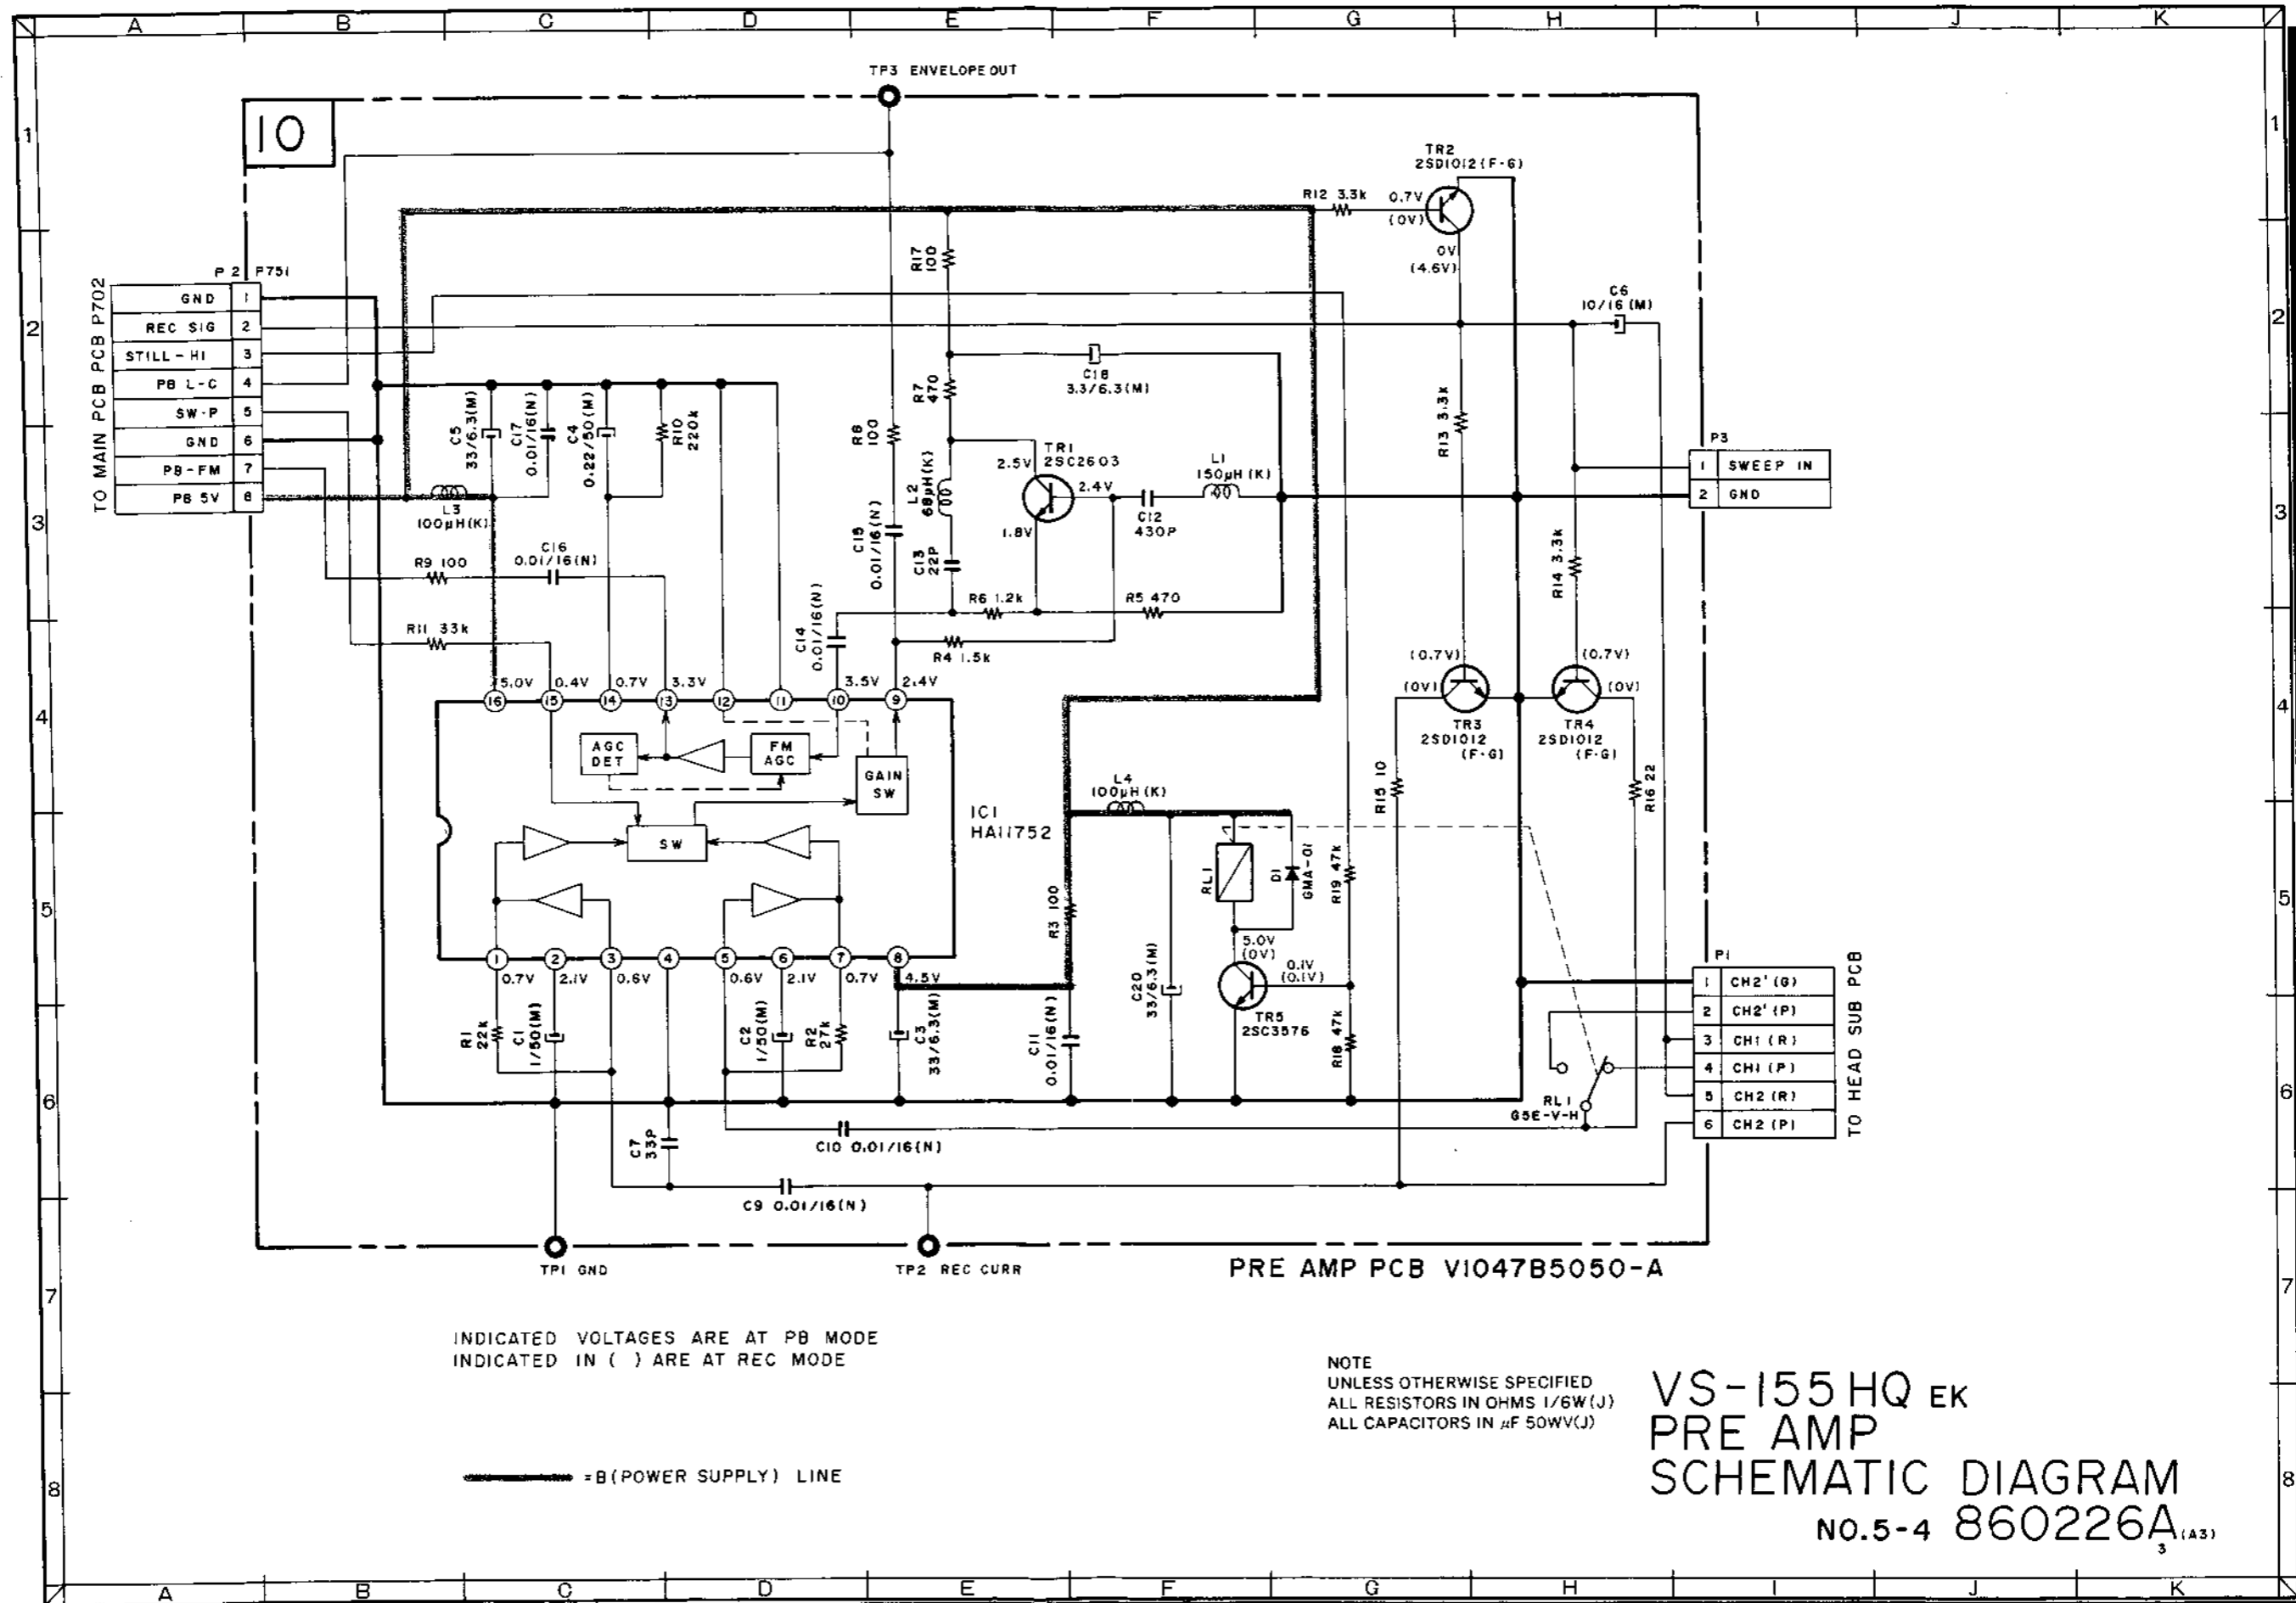 A B C D E F G H I J K
TP3 ENVELOPE OUT
10
1 1
TR2
2SD1012(F-G)
R12 3.3k
0.7V
(0V)
0V
(4.6V)
R17
100
C6
10/16(M)
P2 P751
TO MAIN PCB PCB P702
GND 1
REC SIG 2
STILL-HI 3
PB L-C 4
SW-P 5
GND 6
PB-FM 7
PB 5V 8
2 2
C18
3.3/6.3(M)
R7
470
R8
100
C5
33/6.3(M)
C17
0.01/16(N)
C4
0.22/50(M)
R10
220k
R13 3.3k
TR1
2SC2603
2.5V
2.4V
1.8V
L1
150µH(K)
L2
68µH(K)
C12
430P
P3
1 SWEEP IN
2 GND
3 3
L3
100µH(K)
C15
0.01/16(N)
C13
22P
R9 100
C16
0.01/16(N)
R14 3.3k
R6 1.2k
R5 470
C14
0.01/16(N)
R11 33k
R4 1.5k
5.0V 0.4V 0.7V 3.3V 3.5V 2.4V
16 15 14 13 12 11 10 9
(0.7V)
(0V)
TR3
2SD1012
(F-G)
(0.7V)
(0V)
TR4
2SD1012
(F-G)
4 4
AGC
DET
FM
AGC
GAIN
SW
SW
IC1
HA11752
L4
100µH(K)
R15 10
R16 22
RL1
D1
GMA-01
R19 47k
R3 100
5 5
1 2 3 4 5 6 7 8
0.7V 2.1V 0.6V 0.6V 2.1V 0.7V 4.5V
5.0V
(0V)
0.1V
(0.1V)
TR5
2SC3576
C20
33/6.3(M)
R18 47k
R1
22k
C1
1/50(M)
C2
1/50(M)
R2
27k
C3
33/6.3(M)
C11
0.01/16(N)
P1
1 CH2'(G)
2 CH2'(P)
3 CH1(R)
4 CH1(P)
5 CH2(R)
6 CH2(P)
TO HEAD SUB PCB
RL1
G5E-V-H
6 6
C7
33P
C10 0.01/16(N)
C9 0.01/16(N)
TP1 GND
TP2 REC CURR
PRE AMP PCB V1047B5050-A
7 7
INDICATED VOLTAGES ARE AT PB MODE
INDICATED IN ( ) ARE AT REC MODE
NOTE
UNLESS OTHERWISE SPECIFIED
ALL RESISTORS IN OHMS 1/6W(J)
ALL CAPACITORS IN µF 50WV(J)
=B(POWER SUPPLY) LINE
VS-155HQ EK
PRE AMP
SCHEMATIC DIAGRAM
NO.5-4 860226A(A3)
3
8 8
A B C D E F G H I J K